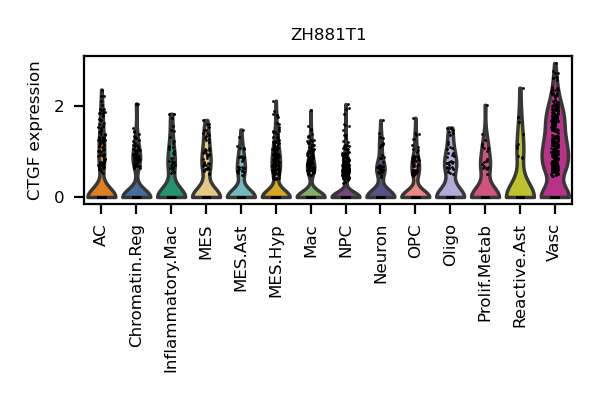 ZH881T1
CTGF expression
2
0
AC
Chromatin.Reg
Inflammatory.Mac
MES
MES.Ast
MES.Hyp
Mac
NPC
Neuron
OPC
Oligo
Prolif.Metab
Reactive.Ast
Vasc